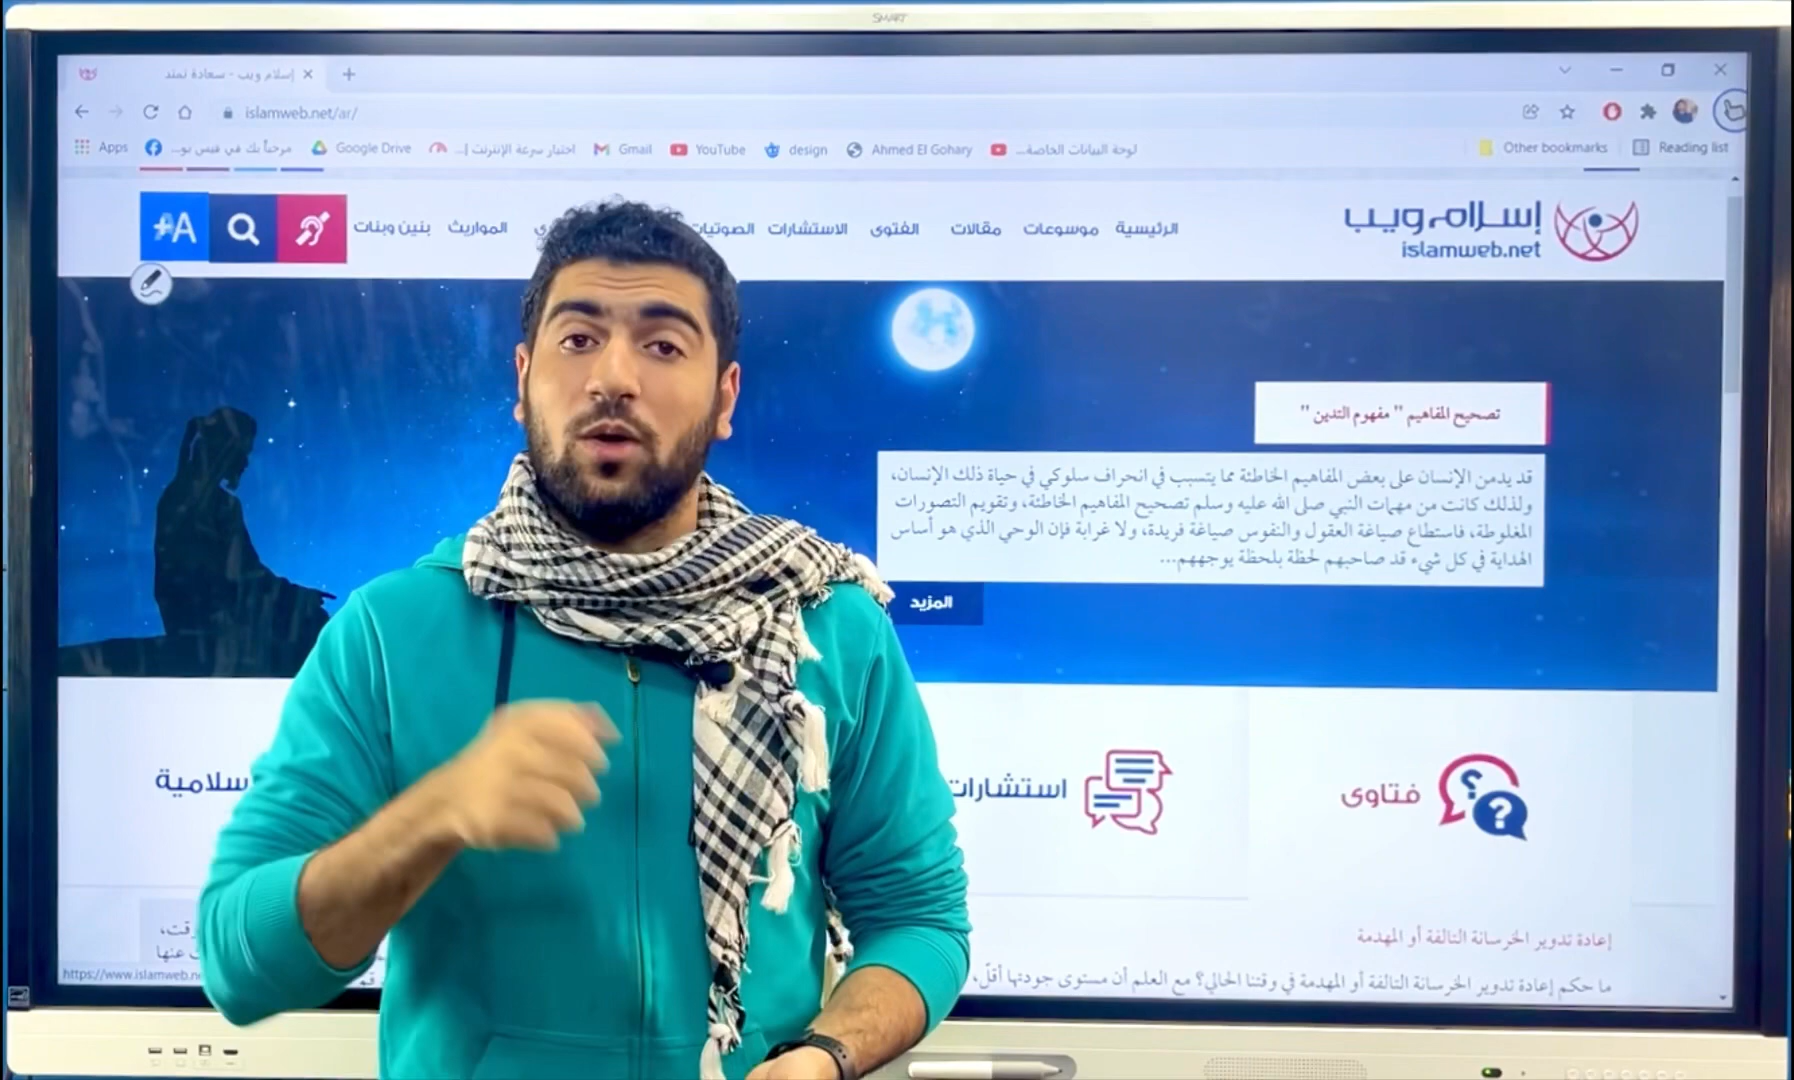 SMART
إسلام ويب - سعادة تمتد
islamweb.net/ar/
Apps
مرحباً بك في فيس بو...
Google Drive
اختبار سرعة الإنترنت |...
Gmail
YouTube
design
Ahmed El Gohary
لوحة البيانات الخاصة...
Other bookmarks
Reading list
إسلام ويب
islamweb.net
الرئيسية موسوعات مقالات الفتوى الاستشارات الصوتيات المواريث بنين وبنات
+A
تصحيح المفاهيم " مفهوم التدين "
قد يدمن الإنسان على بعض المفاهيم الخاطئة مما يتسبب في انحراف سلوكي في حياة ذلك الإنسان،
ولذلك كانت من مهمات النبي صلى الله عليه وسلم تصحيح المفاهيم الخاطئة، وتقويم التصورات
المغلوطة، فاستطاع صياغة العقول والنفوس صياغة فريدة، ولا غرابة فإن الوحي الذي هو أساس
الهداية في كل شيء قد صاحبهم لحظة بلحظة يوجههم...
المزيد
فتاوى
استشارات
سلامية
إعادة تدوير الخرسانة التالفة أو المهدمة
ما حكم إعادة تدوير الخرسانة التالفة أو المهدمة في وقتنا الحالي؟ مع العلم أن مستوى جودتها أقلّ،
عنها
https://www.islamweb.n